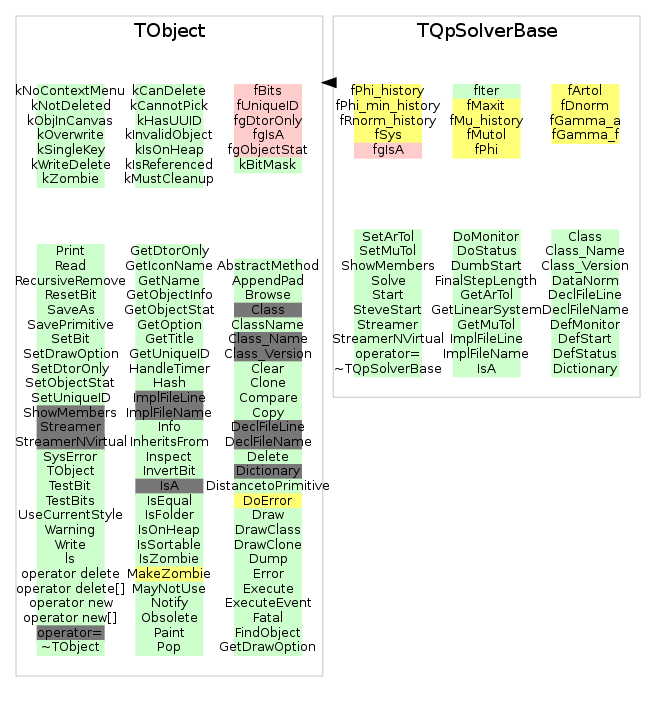 TObject
kNoContextMenu
kNotDeleted
kObjInCanvas
kOverwrite
kSingleKey
kWriteDelete
kZombie
kCanDelete
kCannotPick
kHasUUID
kInvalidObject
kIsOnHeap
kIsReferenced
kMustCleanup
fBits
fUniqueID
fgDtorOnly
fgIsA
fgObjectStat
kBitMask
Print
Read
RecursiveRemove
ResetBit
SaveAs
SavePrimitive
SetBit
SetDrawOption
SetDtorOnly
SetObjectStat
SetUniqueID
ShowMembers
Streamer
StreamerNVirtual
SysError
TObject
TestBit
TestBits
UseCurrentStyle
Warning
Write
ls
operator delete
operator delete[]
operator new
operator new[]
operator=
~TObject
GetDtorOnly
GetIconName
GetName
GetObjectInfo
GetObjectStat
GetOption
GetTitle
GetUniqueID
HandleTimer
Hash
ImplFileLine
ImplFileName
Info
InheritsFrom
Inspect
InvertBit
IsA
IsEqual
IsFolder
IsOnHeap
IsSortable
IsZombie
MakeZombie
MayNotUse
Notify
Obsolete
Paint
Pop
AbstractMethod
AppendPad
Browse
Class
ClassName
Class_Name
Class_Version
Clear
Clone
Compare
Copy
DeclFileLine
DeclFileName
Delete
Dictionary
DistancetoPrimitive
DoError
Draw
DrawClass
DrawClone
Dump
Error
Execute
ExecuteEvent
Fatal
FindObject
GetDrawOption
TQpSolverBase
fPhi_history
fPhi_min_history
fRnorm_history
fSys
fgIsA
fIter
fMaxit
fMu_history
fMutol
fPhi
fArtol
fDnorm
fGamma_a
fGamma_f
SetArTol
SetMuTol
ShowMembers
Solve
Start
SteveStart
Streamer
StreamerNVirtual
operator=
~TQpSolverBase
DoMonitor
DoStatus
DumbStart
FinalStepLength
GetArTol
GetLinearSystem
GetMuTol
ImplFileLine
ImplFileName
IsA
Class
Class_Name
Class_Version
DataNorm
DeclFileLine
DeclFileName
DefMonitor
DefStart
DefStatus
Dictionary